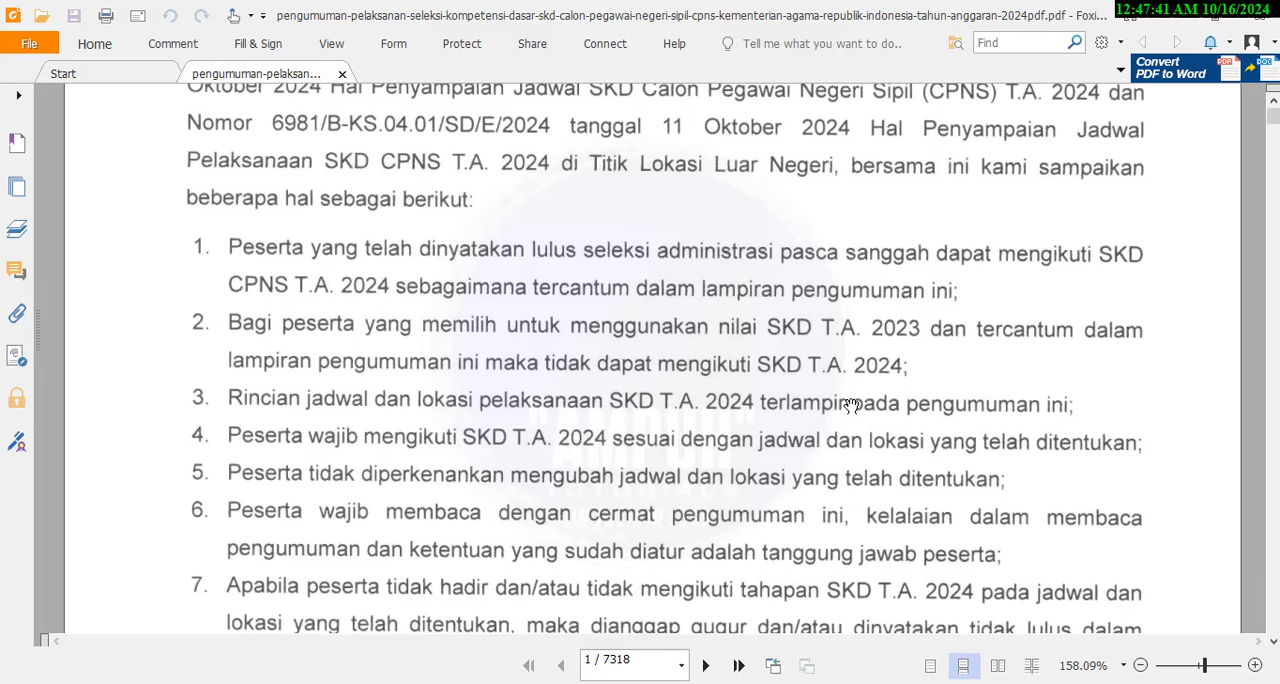 pengumuman-pelaksanan-seleksi-kompetensi-dasar-skd-calon-pegawai-negeri-sipil-cpns-kementerian-agama-republik-indonesia-tahun-anggaran-2024pdf.pdf - Foxi...
12:47:41 AM 10/16/2024
File Home Comment Fill & Sign View Form Protect Share Connect Help Tell me what you want to do.. Find
Start pengumuman-pelaksan...
Convert
PDF to Word
PDF DOC
Oktober 2024 Hal Penyampaian Jadwal SKD Calon Pegawai Negeri Sipil (CPNS) T.A. 2024 dan
Nomor 6981/B-KS.04.01/SD/E/2024 tanggal 11 Oktober 2024 Hal Penyampaian Jadwal
Pelaksanaan SKD CPNS T.A. 2024 di Titik Lokasi Luar Negeri, bersama ini kami sampaikan
beberapa hal sebagai berikut:
1. Peserta yang telah dinyatakan lulus seleksi administrasi pasca sanggah dapat mengikuti SKD
CPNS T.A. 2024 sebagaimana tercantum dalam lampiran pengumuman ini;
2. Bagi peserta yang memilih untuk menggunakan nilai SKD T.A. 2023 dan tercantum dalam
lampiran pengumuman ini maka tidak dapat mengikuti SKD T.A. 2024;
3. Rincian jadwal dan lokasi pelaksanaan SKD T.A. 2024 terlampir pada pengumuman ini;
4. Peserta wajib mengikuti SKD T.A. 2024 sesuai dengan jadwal dan lokasi yang telah ditentukan;
5. Peserta tidak diperkenankan mengubah jadwal dan lokasi yang telah ditentukan;
6. Peserta wajib membaca dengan cermat pengumuman ini, kelalaian dalam membaca
pengumuman dan ketentuan yang sudah diatur adalah tanggung jawab peserta;
7. Apabila peserta tidak hadir dan/atau tidak mengikuti tahapan SKD T.A. 2024 pada jadwal dan
lokasi yang telah ditentukan, maka dianggap gugur dan/atau dinyatakan tidak lulus dalam
1 / 7318
158.09%